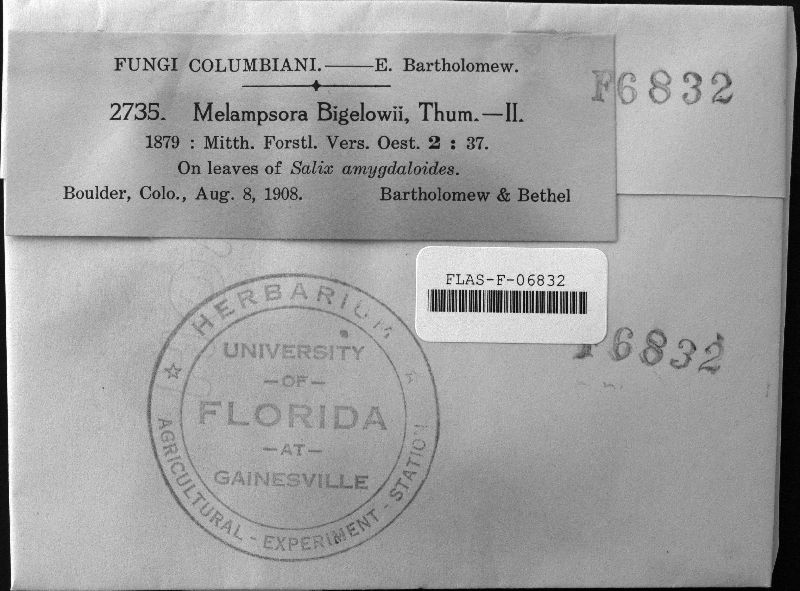 FUNGI COLUMBIANI.——E. Bartholomew.
2735. Melampsora Bigelowii, Thum.—II.
1879 : Mitth. Forstl. Vers. Oest. 2 : 37.
On leaves of Salix amygdaloides.
Boulder, Colo., Aug. 8, 1908. Bartholomew & Bethel
F6832
FLAS-F-06832
F6832
HERBARIUM
UNIVERSITY
—OF—
FLORIDA
—AT—
GAINESVILLE
AGRICULTURAL - EXPERIMENT - STATION